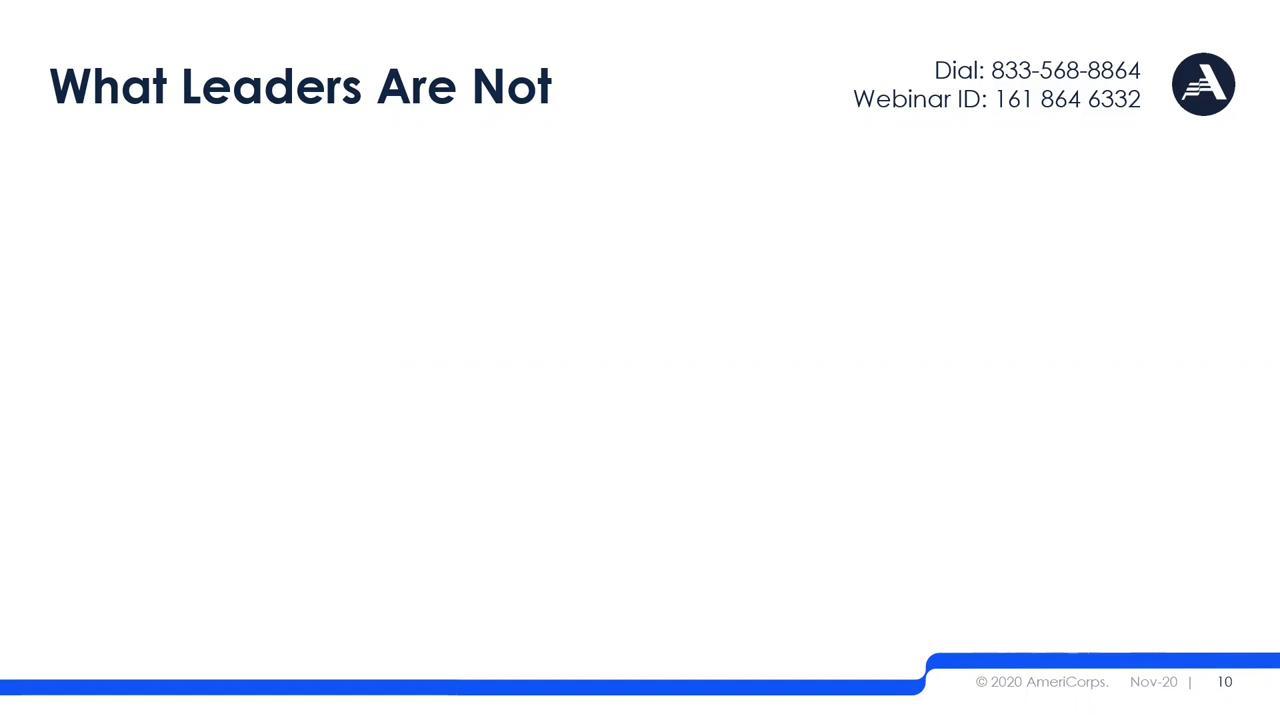 What Leaders Are Not
Dial: 833-568-8864
Webinar ID: 161 864 6332
© 2020 AmeriCorps. Nov-20 | 10